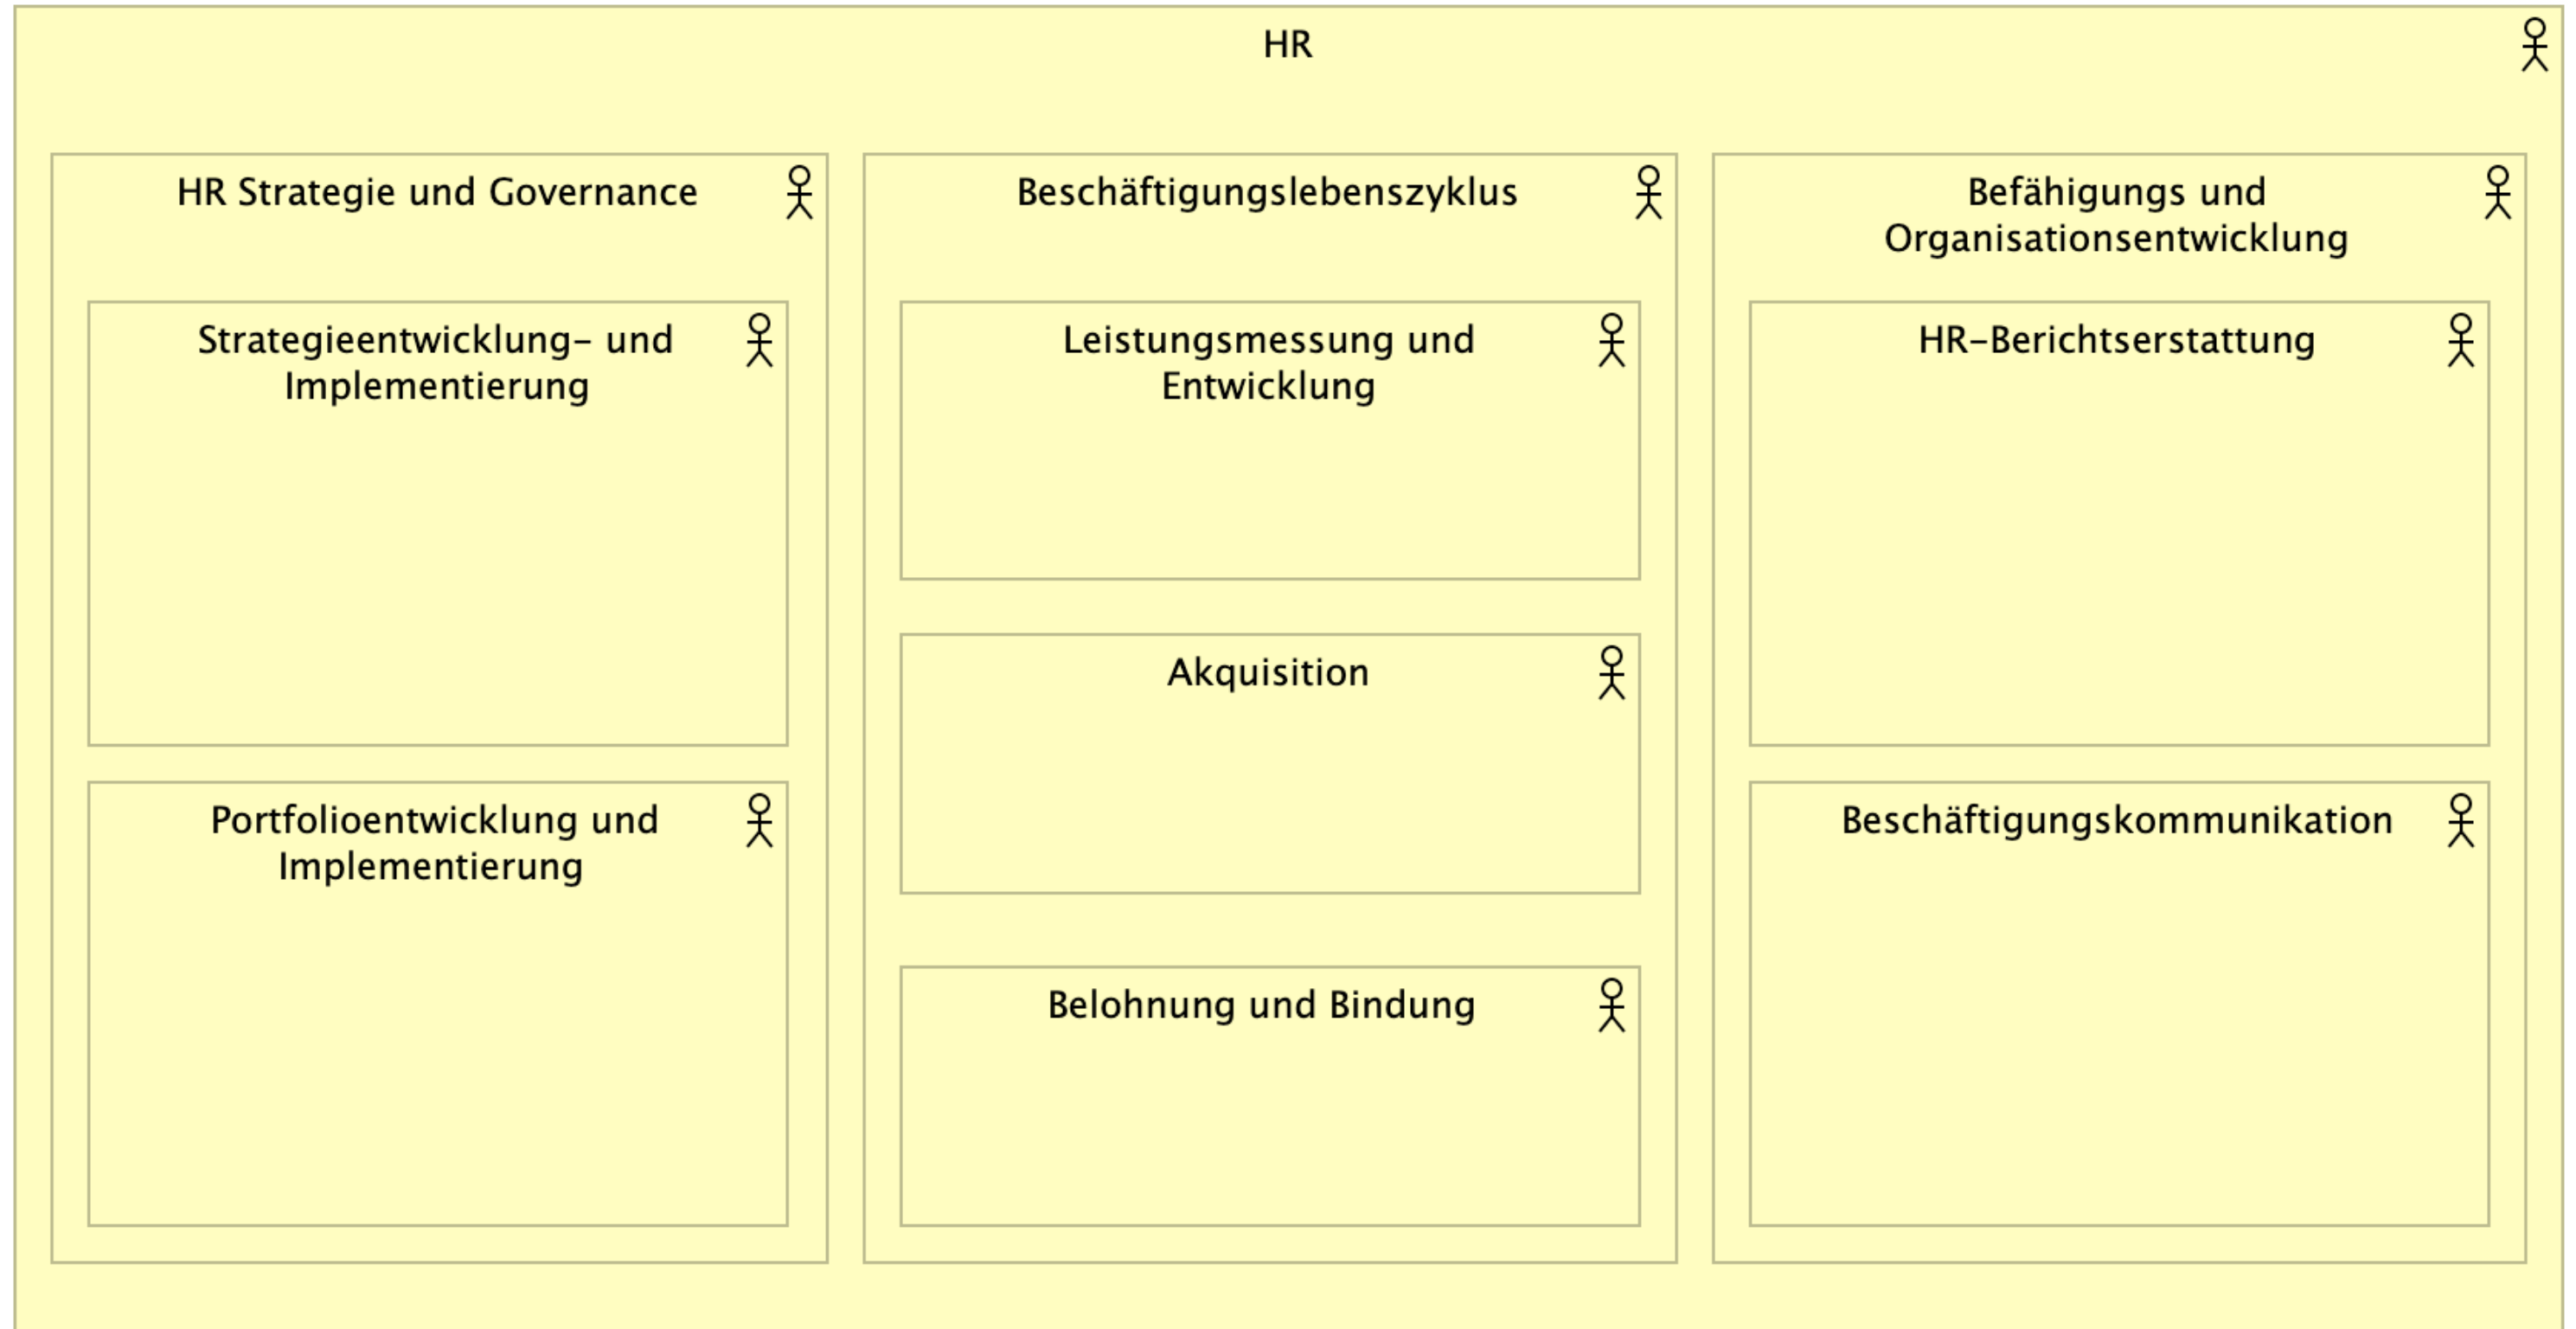 HR
HR Strategie und Governance
Strategieentwicklung- und
Implementierung
Portfolioentwicklung und
Implementierung
Beschäftigungslebenszyklus
Leistungsmessung und
Entwicklung
Akquisition
Belohnung und Bindung
Befähigungs und
Organisationsentwicklung
HR-Berichtserstattung
Beschäftigungskommunikation